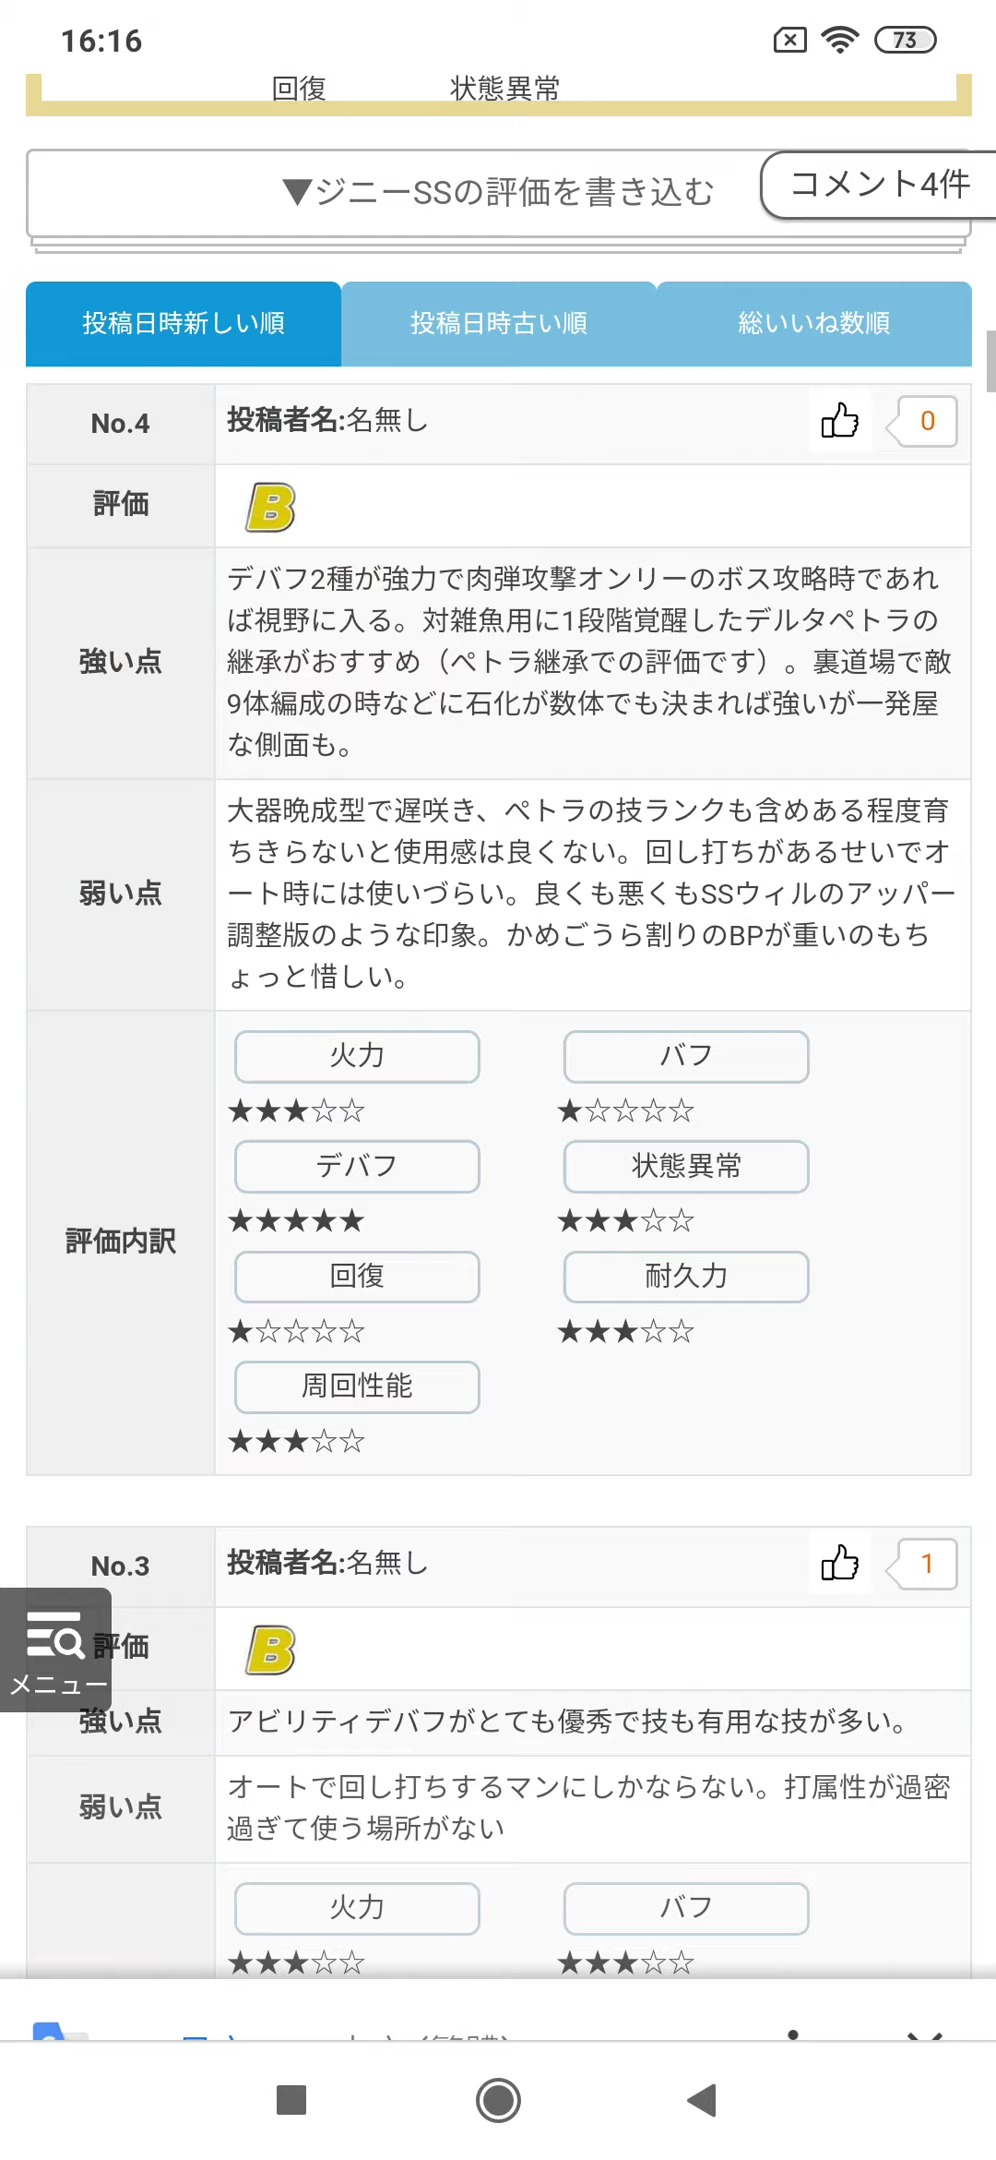 16:16
73
回復 状態異常
▼ジニーSSの評価を書き込む
コメント4件
投稿日時新しい順 投稿日時古い順 総いいね数順
No.4 投稿者名:名無し 0
評価 B
強い点
デバフ2種が強力で肉弾攻撃オンリーのボス攻略時であれ
ば視野に入る。対雑魚用に1段階覚醒したデルタペトラの
継承がおすすめ（ペトラ継承での評価です）。裏道場で敵
9体編成の時などに石化が数体でも決まれば強いが一発屋
な側面も。
弱い点
大器晩成型で遅咲き、ペトラの技ランクも含めある程度育
ちきらないと使用感は良くない。回し打ちがあるせいでオ
ート時には使いづらい。良くも悪くもSSウィルのアッパー
調整版のような印象。かめごうら割りのBPが重いのもち
ょっと惜しい。
評価内訳
火力 バフ
★★★☆☆ ★☆☆☆☆
デバフ 状態異常
★★★★★ ★★★☆☆
回復 耐久力
★☆☆☆☆ ★★★☆☆
周回性能
★★★☆☆
No.3 投稿者名:名無し 1
評価 B
メニュー
強い点 アビリティデバフがとても優秀で技も有用な技が多い。
弱い点
オートで回し打ちするマンにしかならない。打属性が過密
過ぎて使う場所がない
火力 バフ
★★★☆☆ ★★★☆☆